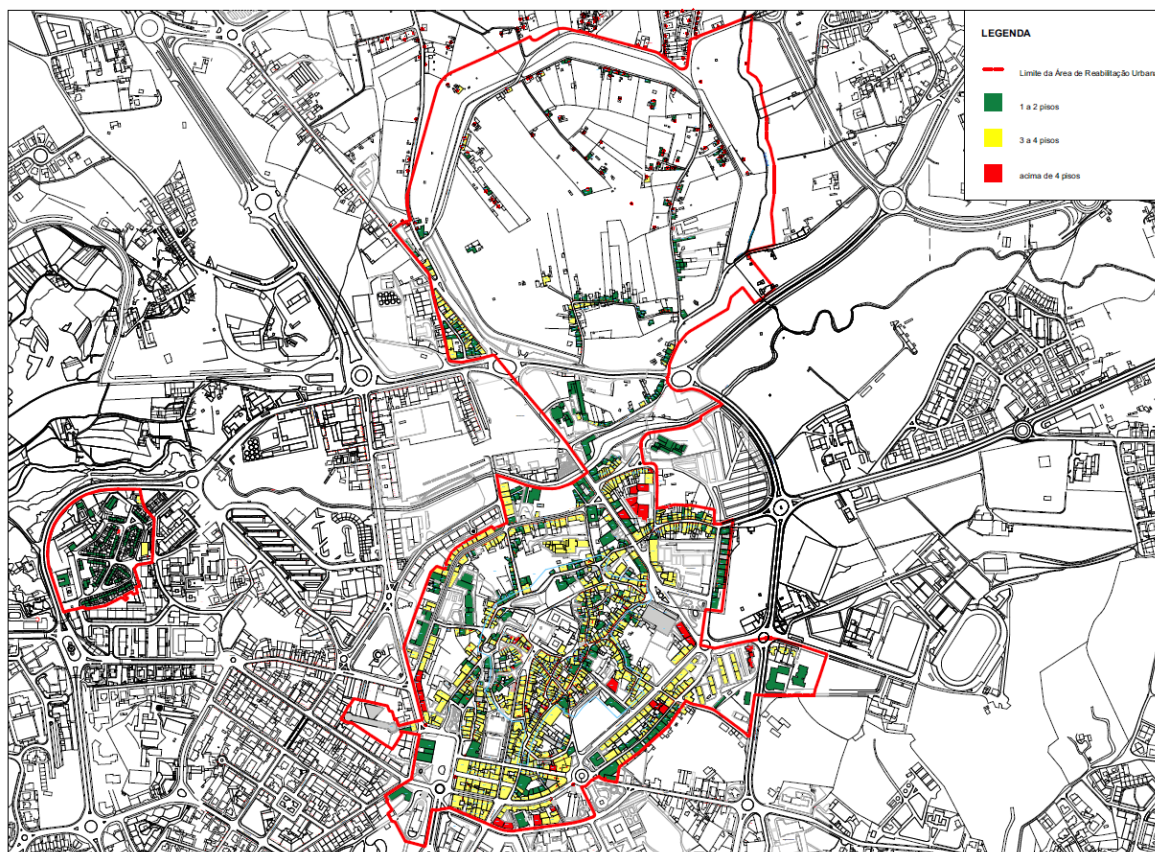 LEGENDA
Limite da Área de Reabilitação Urbana
1 a 2 pisos
3 a 4 pisos
acima de 4 pisos